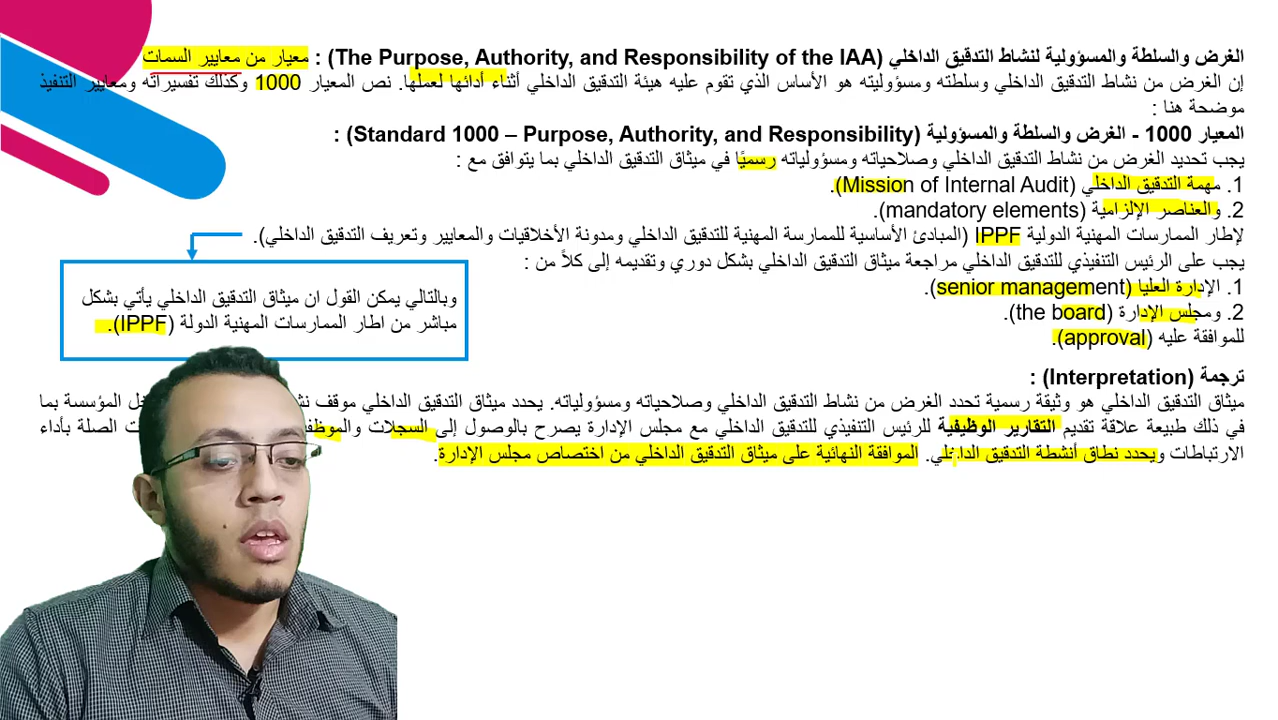 الغرض والسلطة والمسؤولية لنشاط التدقيق الداخلي (The Purpose, Authority, and Responsibility of the IAA) : معيار من معايير السمات
إن الغرض من نشاط التدقيق الداخلي وسلطته ومسؤوليته هو الأساس الذي تقوم عليه هيئة التدقيق الداخلي أثناء أدائها لعملها. نص المعيار 1000 وكذلك تفسيراته ومعايير التنفيذ
موضحة هنا :
المعيار 1000 - الغرض والسلطة والمسؤولية (Standard 1000 – Purpose, Authority, and Responsibility) :
يجب تحديد الغرض من نشاط التدقيق الداخلي وصلاحياته ومسؤولياته رسميًا في ميثاق التدقيق الداخلي بما يتوافق مع :
1. مهمة التدقيق الداخلي (Mission of Internal Audit).
2. والعناصر الإلزامية (mandatory elements).
لإطار الممارسات المهنية الدولية IPPF (المبادئ الأساسية للممارسة المهنية للتدقيق الداخلي ومدونة الأخلاقيات والمعايير وتعريف التدقيق الداخلي).
يجب على الرئيس التنفيذي للتدقيق الداخلي مراجعة ميثاق التدقيق الداخلي بشكل دوري وتقديمه إلى كلاً من :
1. الإدارة العليا (senior management).
2. ومجلس الإدارة (the board).
للموافقة عليه (approval).
وبالتالي يمكن القول ان ميثاق التدقيق الداخلي يأتي بشكل
مباشر من اطار الممارسات المهنية الدولة (IPPF).
ترجمة (Interpretation) :
ميثاق التدقيق الداخلي هو وثيقة رسمية تحدد الغرض من نشاط التدقيق الداخلي وصلاحياته ومسؤولياته. يحدد ميثاق التدقيق الداخلي موقف المؤسسة بما
في ذلك طبيعة علاقة تقديم التقارير الوظيفية للرئيس التنفيذي للتدقيق الداخلي مع مجلس الإدارة يصرح بالوصول إلى السجلات الصلة بأداء
الارتباطات ويحدد نطاق أنشطة التدقيق الداخلي. الموافقة النهائية على ميثاق التدقيق الداخلي من اختصاص مجلس الإدارة.